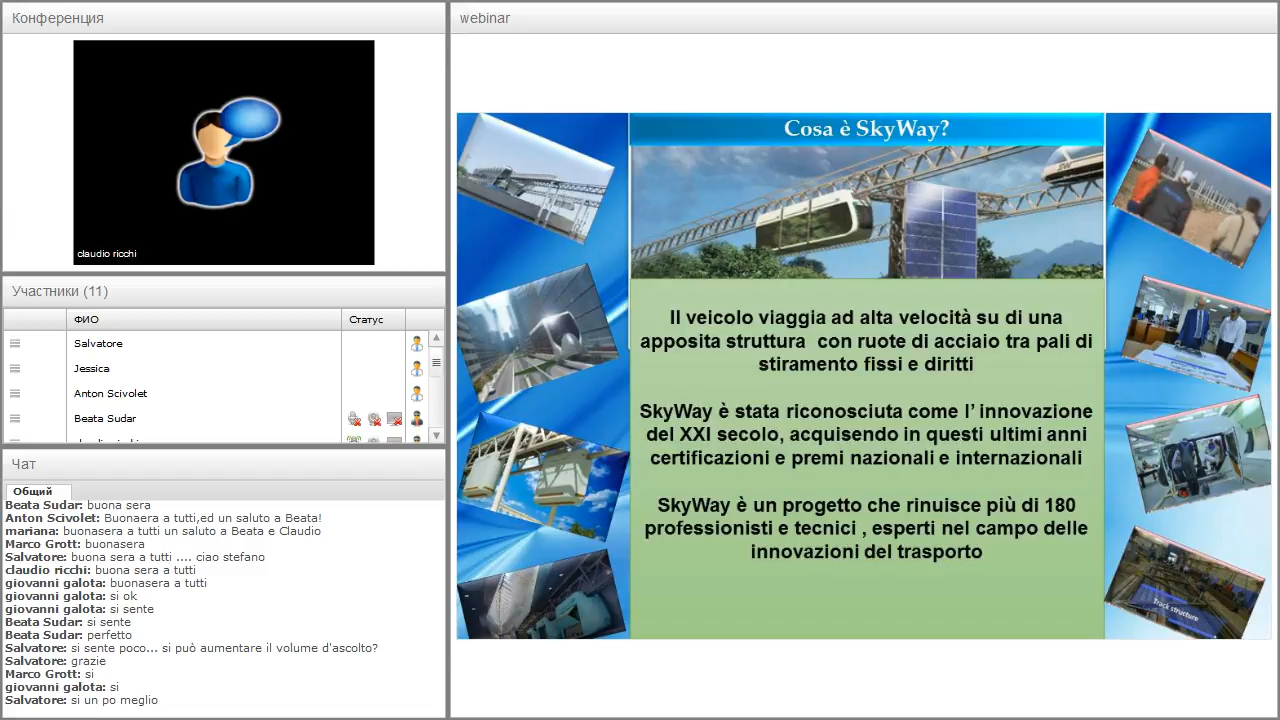 Конференция
claudio ricchi
Участники (11)
ФИО
Статус
Salvatore
Jessica
Anton Scivolet
Beata Sudar
Чат
Общий
Beata Sudar: buona sera
Anton Scivolet: Buonaera a tutti,ed un saluto a Beata!
mariana: buonasera a tutti un saluto a Beata e Claudio
Marco Grott: buonasera
Salvatore: buona sera a tutti .... ciao stefano
claudio ricchi: buona sera a tutti
giovanni galota: buonasera a tutti
giovanni galota: si ok
giovanni galota: si sente
Beata Sudar: si sente
Beata Sudar: perfetto
Salvatore: si sente poco... si può aumentare il volume d'ascolto?
Salvatore: grazie
Marco Grott: si
giovanni galota: si
Salvatore: si un po meglio
webinar
Cosa è SkyWay?
Il veicolo viaggia ad alta velocità su di una
apposita struttura con ruote di acciaio tra pali di
stiramento fissi e diritti
SkyWay è stata riconosciuta come l' innovazione
del XXI secolo, acquisendo in questi ultimi anni
certificazioni e premi nazionali e internazionali
SkyWay è un progetto che rinuisce più di 180
professionisti e tecnici , esperti nel campo delle
innovazioni del trasporto
Track structure